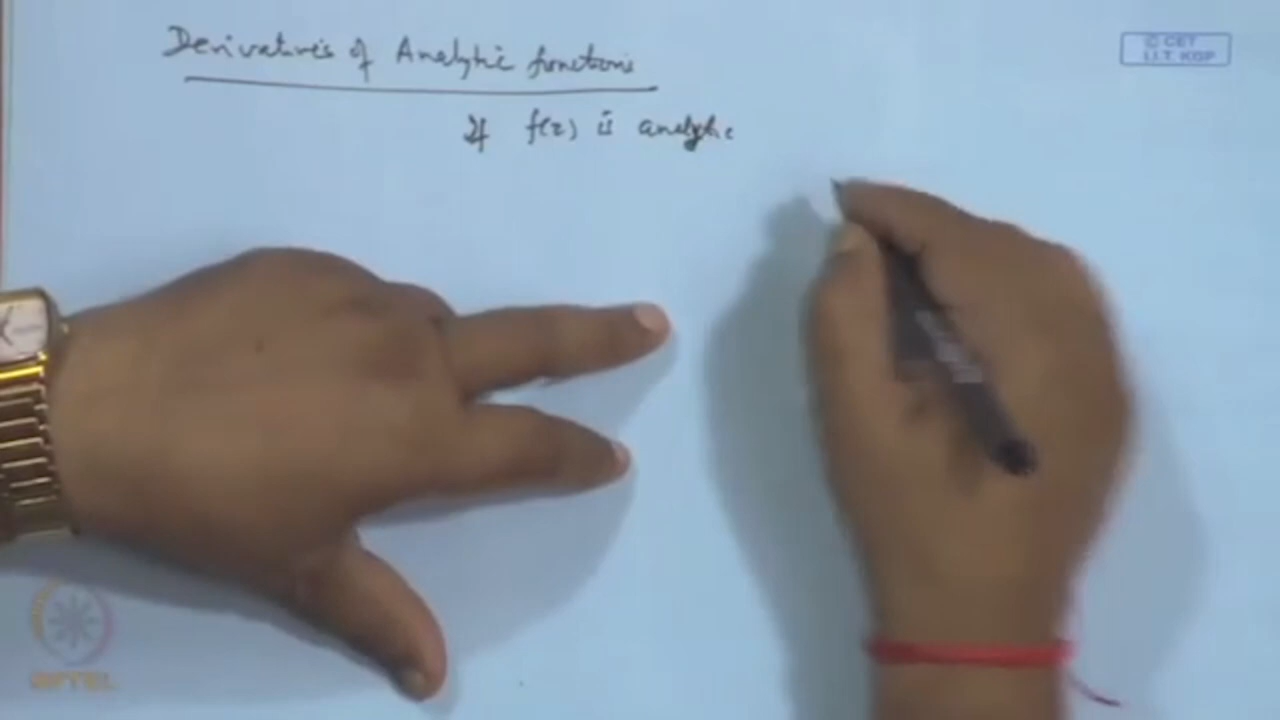 Derivatives of Analytic functions
© CET
I.I.T. KGP
If f(z) is analytic
NPTEL